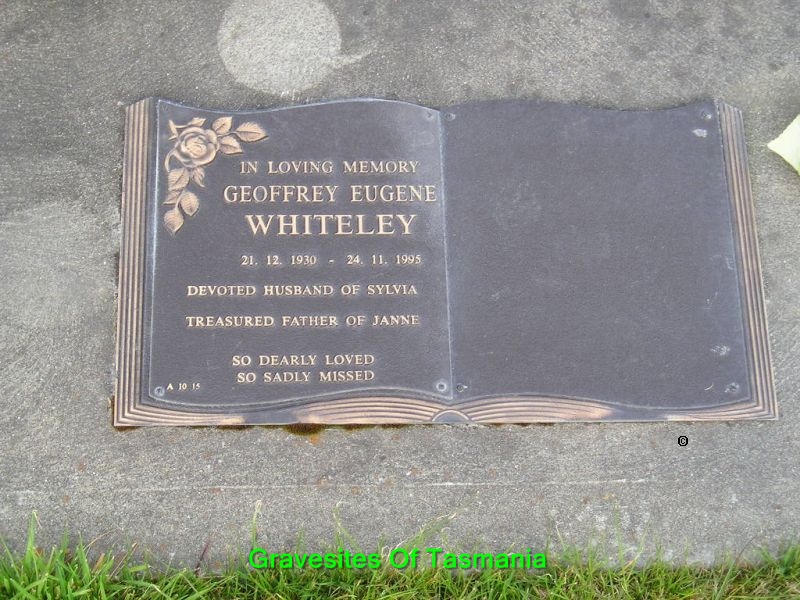 IN LOVING MEMORY
GEOFFREY EUGENE
WHITELEY
21. 12. 1930 - 24. 11. 1995
DEVOTED HUSBAND OF SYLVIA
TREASURED FATHER OF JANNE
SO DEARLY LOVED
SO SADLY MISSED
A 10 15
©
Gravesites Of Tasmania